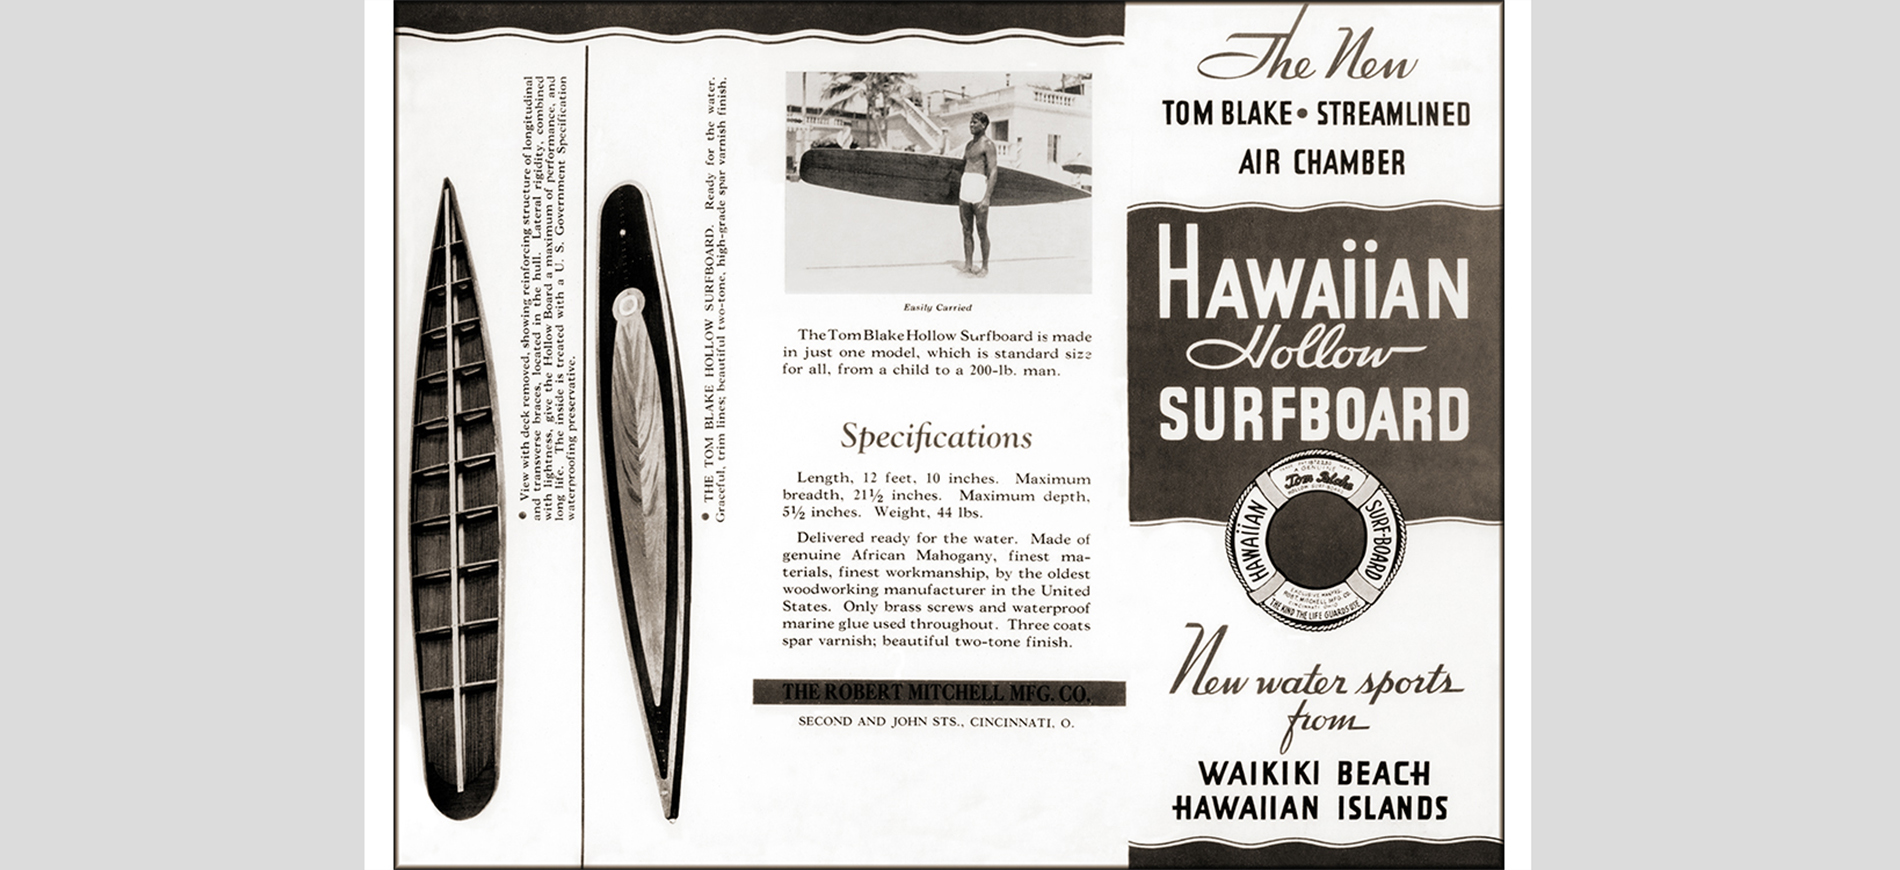 ● View with deck removed, showing reinforcing structure of longitudinal
and transverse braces, located in the hull. Lateral rigidity, combined
with lightness, give the Hollow Board a maximum of performance, and
long life. The inside is treated with a U. S. Government Specification
waterproofing preservative.
● THE TOM BLAKE HOLLOW SURFBOARD. Ready for the water.
Graceful, trim lines; beautiful two-tone, high-grade spar varnish finish.
Easily Carried
The Tom Blake Hollow Surfboard is made
in just one model, which is standard size
for all, from a child to a 200-lb. man.
Specifications
Length, 12 feet, 10 inches. Maximum
breadth, 21½ inches. Maximum depth,
5½ inches. Weight, 44 lbs.
Delivered ready for the water. Made of
genuine African Mahogany, finest ma-
terials, finest workmanship, by the oldest
woodworking manufacturer in the United
States. Only brass screws and waterproof
marine glue used throughout. Three coats
spar varnish; beautiful two-tone finish.
THE ROBERT MITCHELL MFG. CO.
SECOND AND JOHN STS., CINCINNATI, O.
The New
TOM BLAKE • STREAMLINED
AIR CHAMBER
HAWAiiAN
Hollow
SURFBOARD
A GENUINE
Tom Blake
HOLLOW SURF-BOARD
HAWAIIAN
SURF-BOARD
EXCLUSIVE MANFRS.
ROBT. MITCHELL MFG. CO.
CINCINNATI OHIO
THE KIND THE LIFE GUARDS USE
New water sports
from
WAIKIKI BEACH
HAWAIIAN ISLANDS